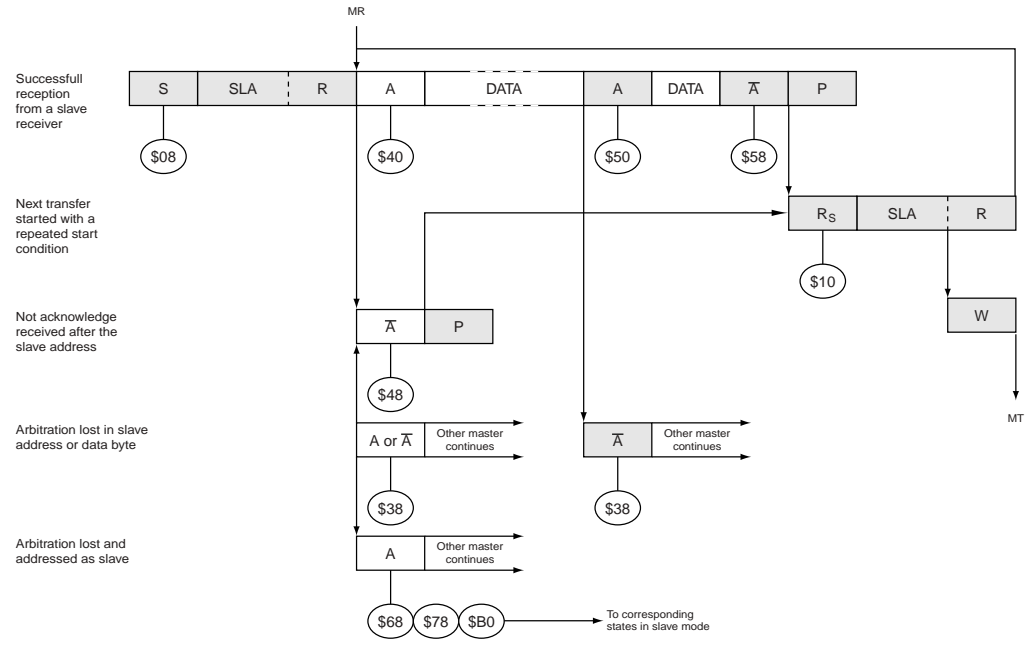 MR
Successfull
reception
from a slave
receiver
S SLA R A DATA A DATA A̅ P
$08 $40 $50 $58
Next transfer
started with a
repeated start
condition
RS SLA R
$10
Not acknowledge
received after the
slave address
A̅ P
W
$48
MT
Arbitration lost in slave
address or data byte
A or A̅ Other master
continues
A̅ Other master
continues
$38 $38
Arbitration lost and
addressed as slave
A Other master
continues
$68 $78 $B0 To corresponding
states in slave mode